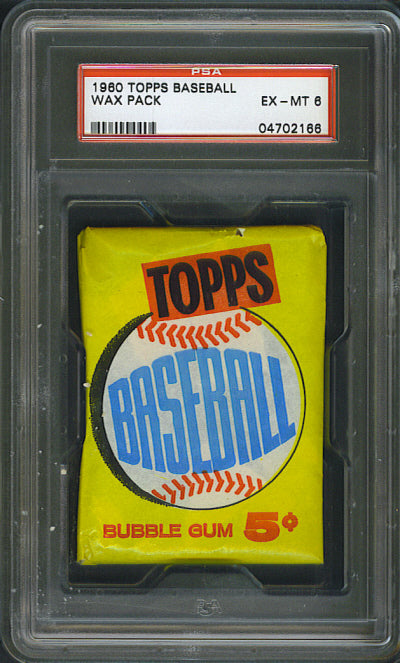 PSA
1960 TOPPS BASEBALL
WAX PACK
EX-MT 6
04702166
TOPPS
BASEBALL
BUBBLE GUM 5¢
PSA